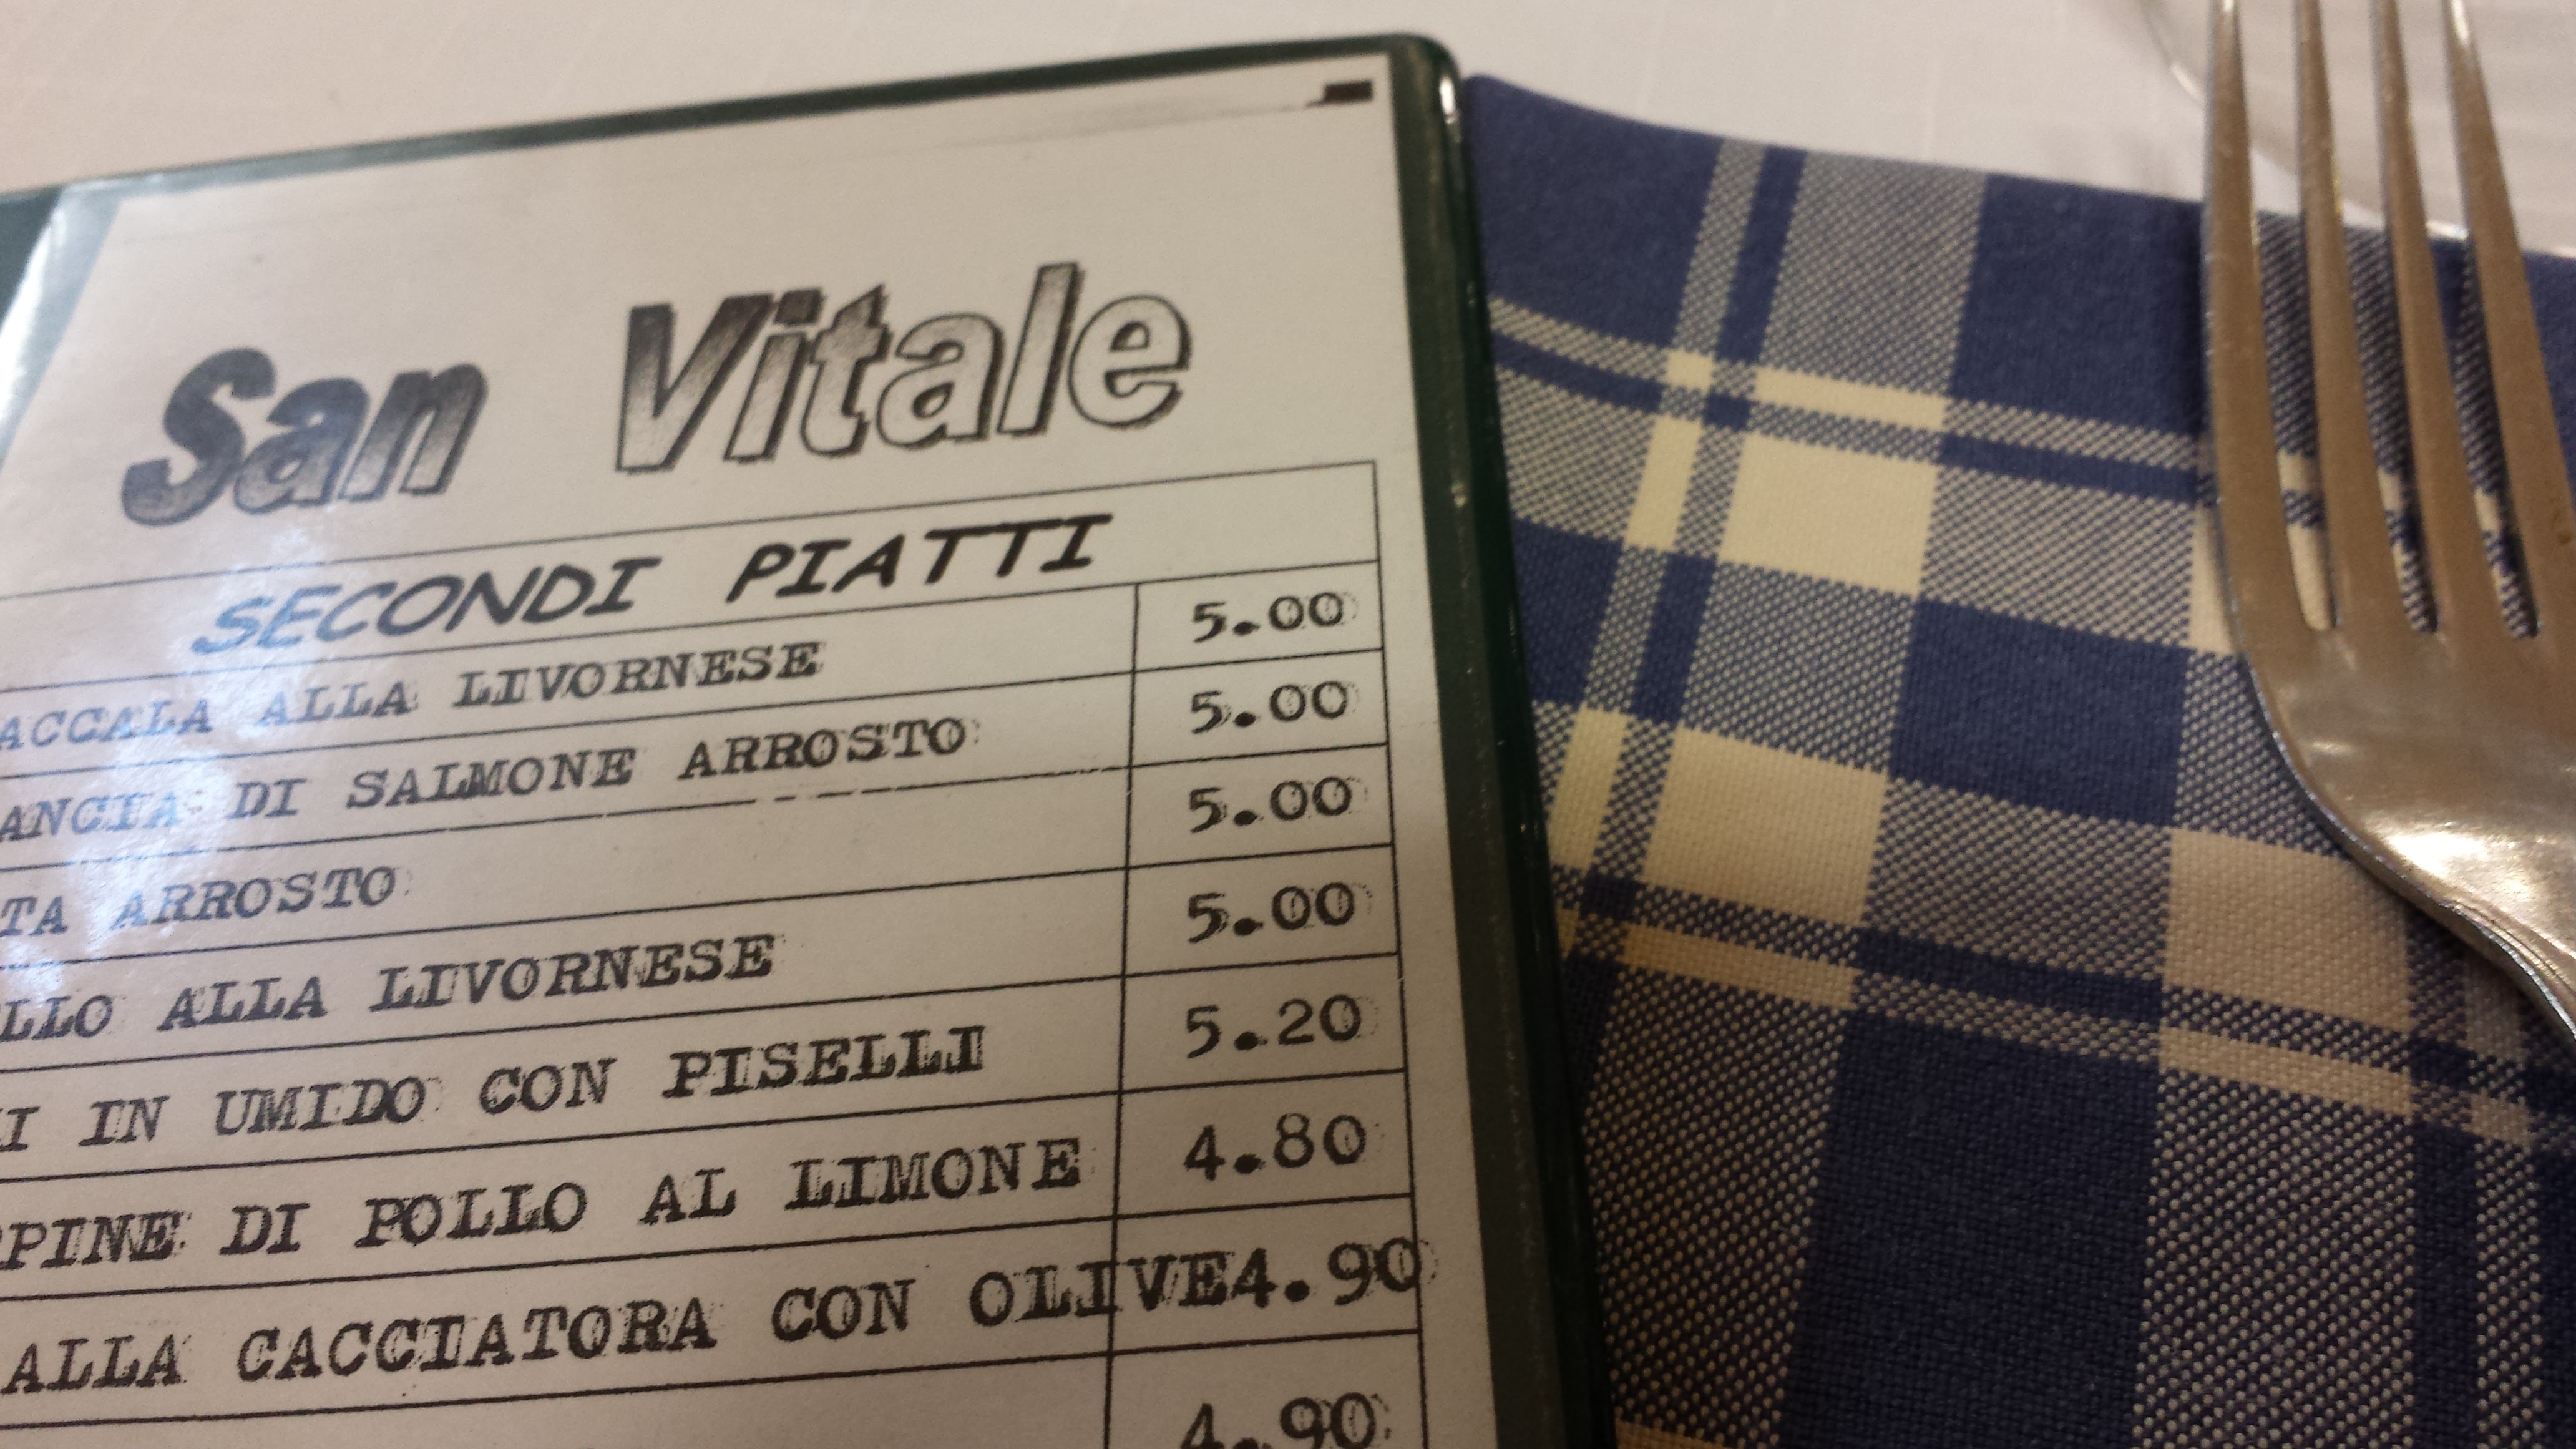 San Vitale
SECONDI PIATTI
ACCALA ALLA LIVORNESE 5.00
ANCIA DI SALMONE ARROSTO 5.00
TA ARROSTO 5.00
LLO ALLA LIVORNESE 5.00
I IN UMIDO CON PISELLI 5.20
PINE DI POLLO AL LIMONE 4.80
ALLA CACCIATORA CON OLIVE 4.90
4.90